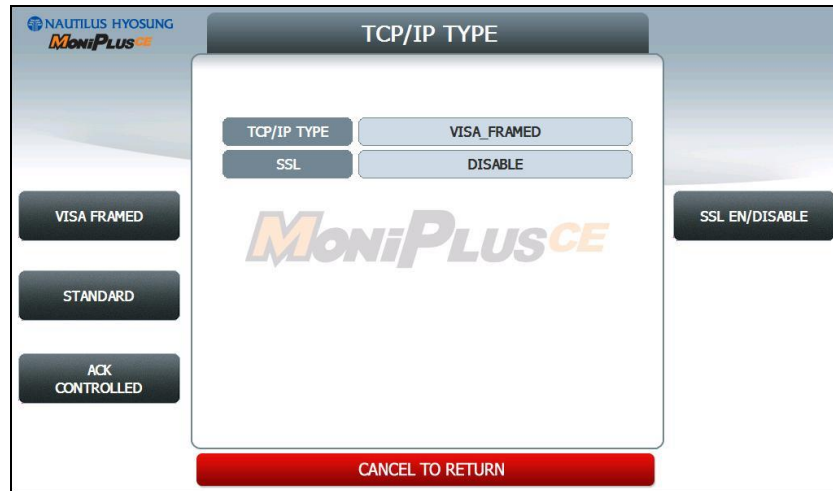 NAUTILUS HYOSUNG
MoniPlusCE
TCP/IP TYPE
TCP/IP TYPE VISA_FRAMED
SSL DISABLE
VISA FRAMED
SSL EN/DISABLE
MoniPlusCE
STANDARD
ACK
CONTROLLED
CANCEL TO RETURN